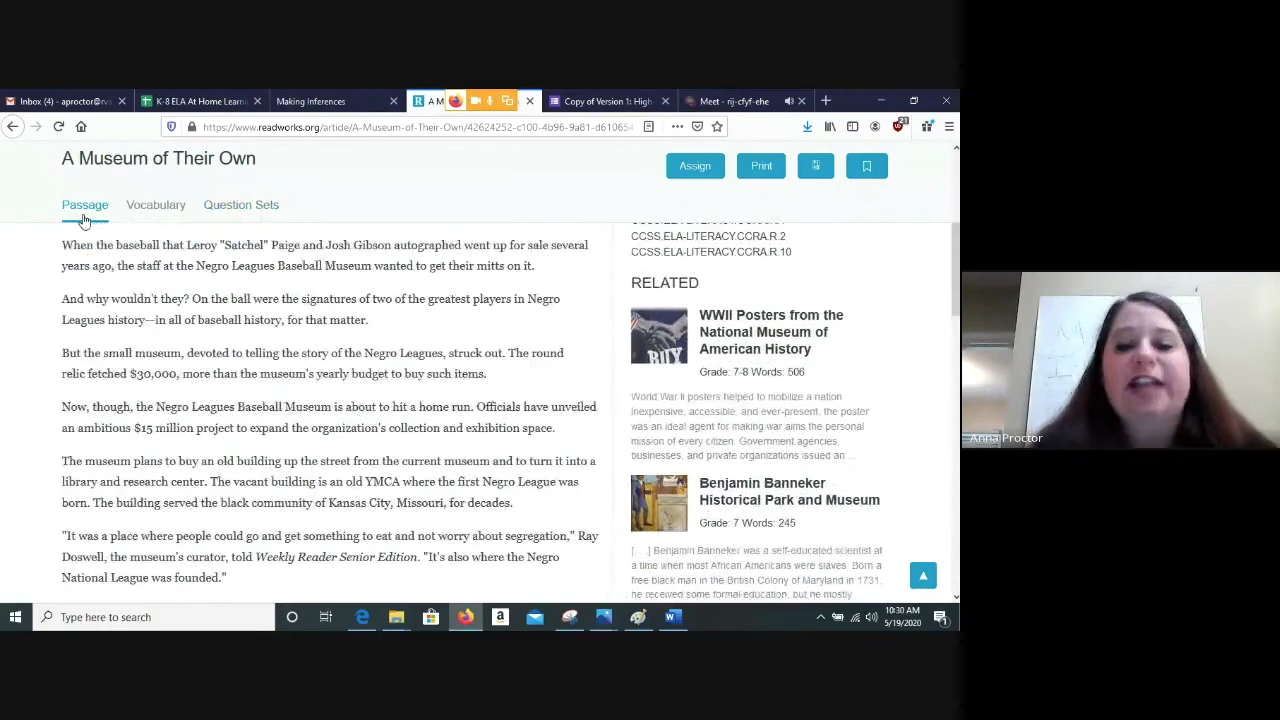 Inbox (4) - aproctor@rv
K-8 ELA At Home Learni
Making Inferences
A M
Copy of Version 1: High
Meet - rij-cfyf-ehe
https://www.readworks.org/article/A-Museum-of-Their-Own/42624252-c100-4b96-9a81-d61065
21
A Museum of Their Own
Assign
Print
Passage
Vocabulary
Question Sets
When the baseball that Leroy "Satchel" Paige and Josh Gibson autographed went up for sale several
years ago, the staff at the Negro Leagues Baseball Museum wanted to get their mitts on it.
And why wouldn't they? On the ball were the signatures of two of the greatest players in Negro
Leagues history—in all of baseball history, for that matter.
But the small museum, devoted to telling the story of the Negro Leagues, struck out. The round
relic fetched $30,000, more than the museum's yearly budget to buy such items.
Now, though, the Negro Leagues Baseball Museum is about to hit a home run. Officials have unveiled
an ambitious $15 million project to expand the organization's collection and exhibition space.
The museum plans to buy an old building up the street from the current museum and to turn it into a
library and research center. The vacant building is an old YMCA where the first Negro League was
born. The building served the black community of Kansas City, Missouri, for decades.
"It was a place where people could go and get something to eat and not worry about segregation," Ray
Doswell, the museum's curator, told Weekly Reader Senior Edition. "It's also where the Negro
National League was founded."
CCSS.ELA-LITERACY.CCRA.R.2
CCSS.ELA-LITERACY.CCRA.R.10
RELATED
BUY
WWII Posters from the
National Museum of
American History
Grade: 7-8 Words: 506
World War II posters helped to mobilize a nation
Inexpensive, accessible, and ever-present, the poster
was an ideal agent for making war aims the personal
mission of every citizen. Government agencies,
businesses, and private organizations issued an ...
Benjamin Banneker
Historical Park and Museum
Grade: 7 Words: 245
[. . .] Benjamin Banneker was a self-educated scientist at
a time when most African Americans were slaves. Born a
free black man in the British Colony of Maryland in 1731,
he received some formal education, but he mostly
Type here to search
10:30 AM
5/19/2020
Anna Proctor